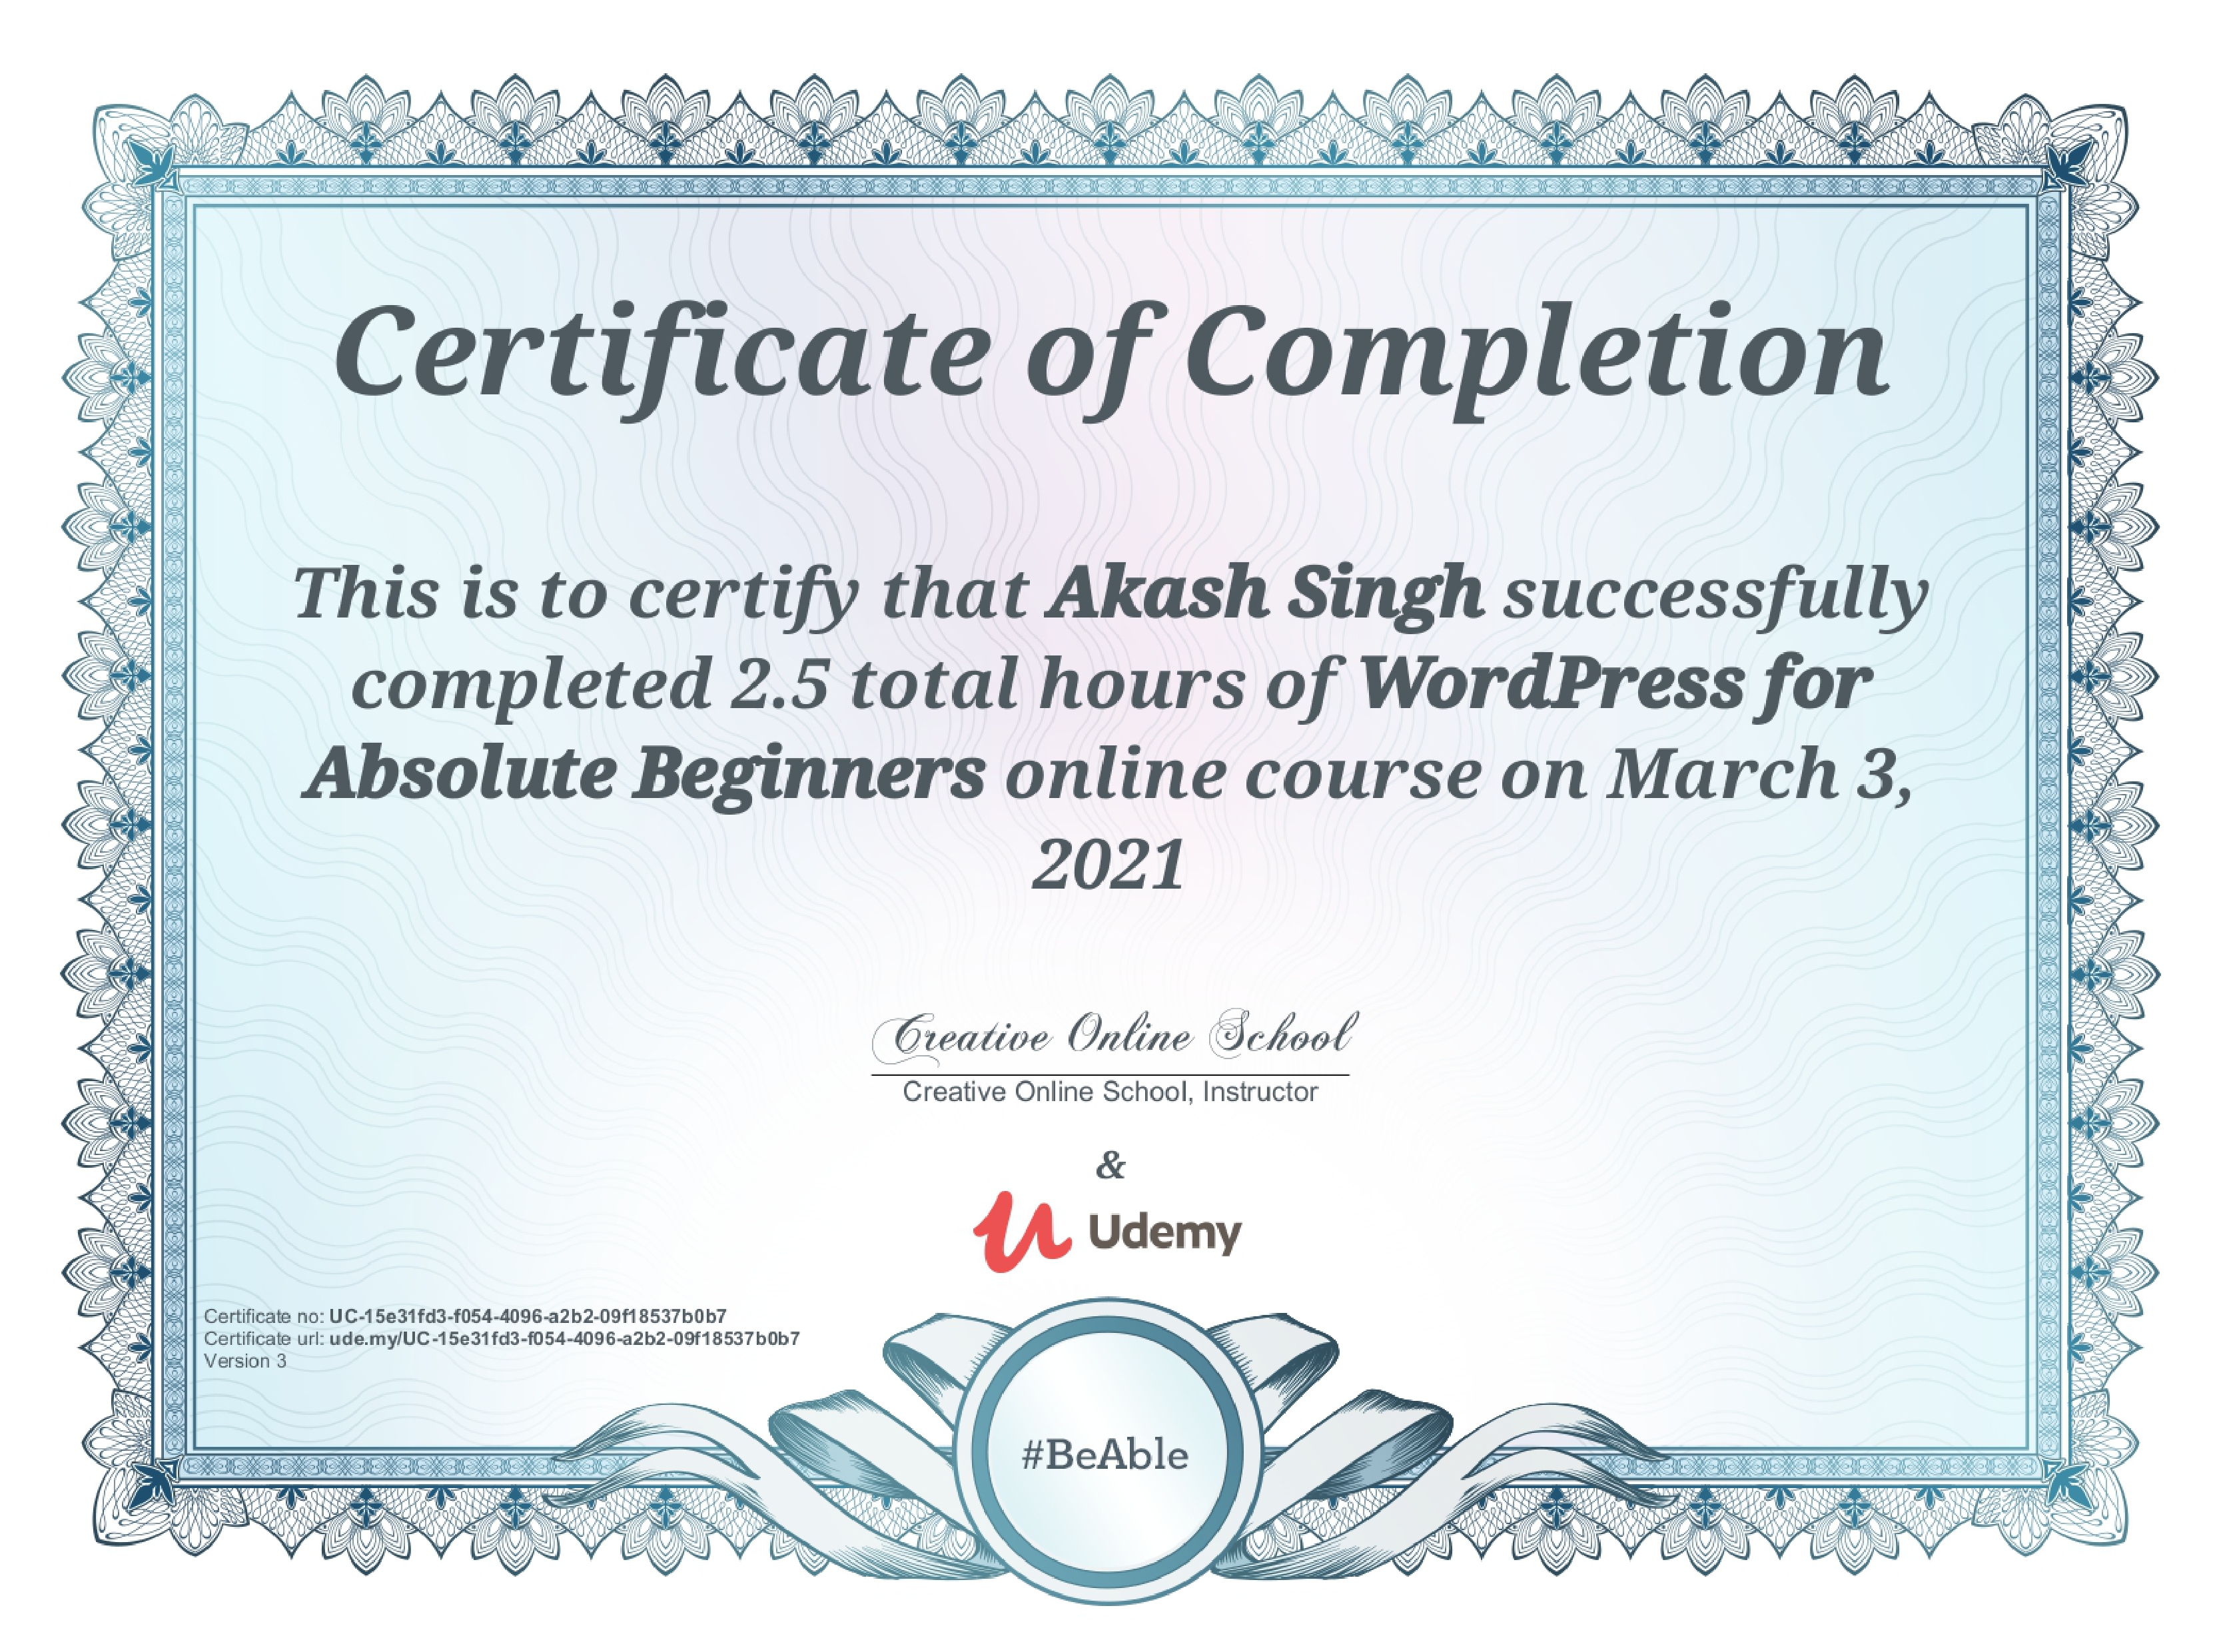 Certificate of Completion
This is to certify that Akash Singh successfully
completed 2.5 total hours of WordPress for
Absolute Beginners online course on March 3,
2021
Creative Online School
Creative Online School, Instructor
&
Udemy
Certificate no: UC-15e31fd3-f054-4096-a2b2-09f18537b0b7
Certificate url: ude.my/UC-15e31fd3-f054-4096-a2b2-09f18537b0b7
Version 3
#BeAble